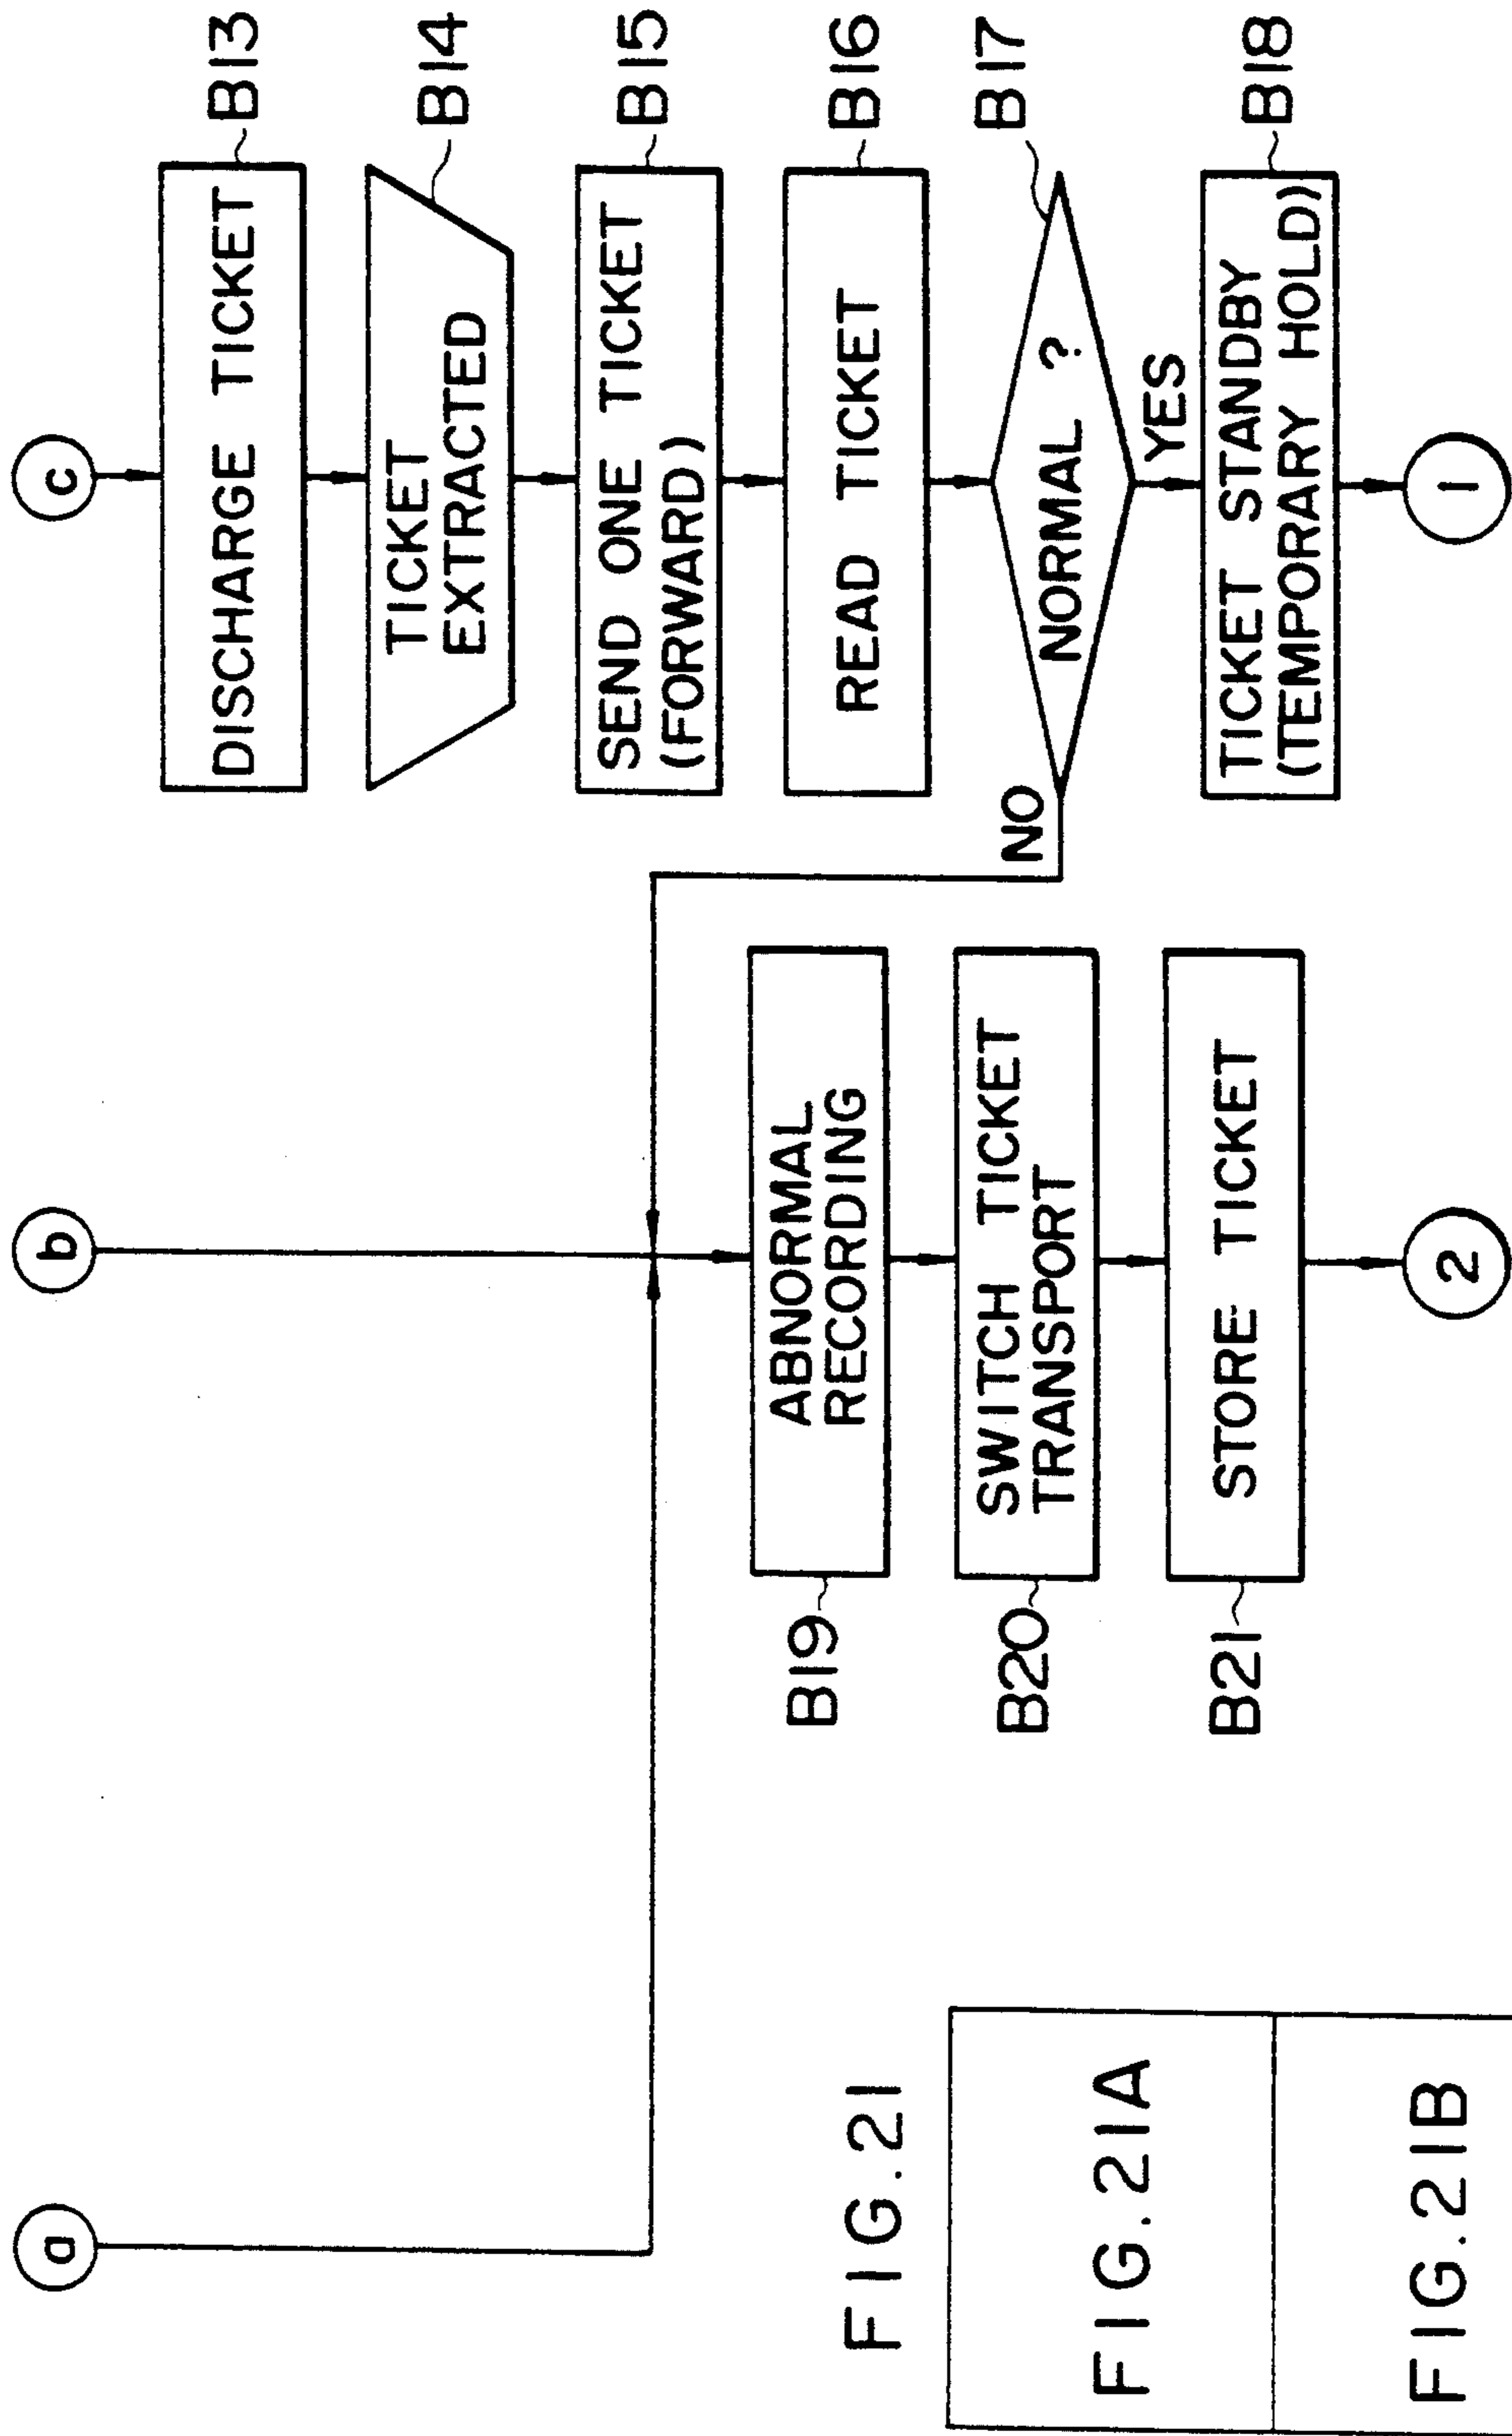 a
b
c
DISCHARGE TICKET
B13
TICKET
EXTRACTED
B14
SEND ONE TICKET
(FORWARD)
B15
READ TICKET
B16
NORMAL ?
B17
NO
YES
TICKET STANDBY
(TEMPORARY HOLD)
B18
1
ABNORMAL
RECORDING
B19
SWITCH TICKET
TRANSPORT
B20
STORE TICKET
B21
2
FIG.21
FIG.21A
FIG.21B